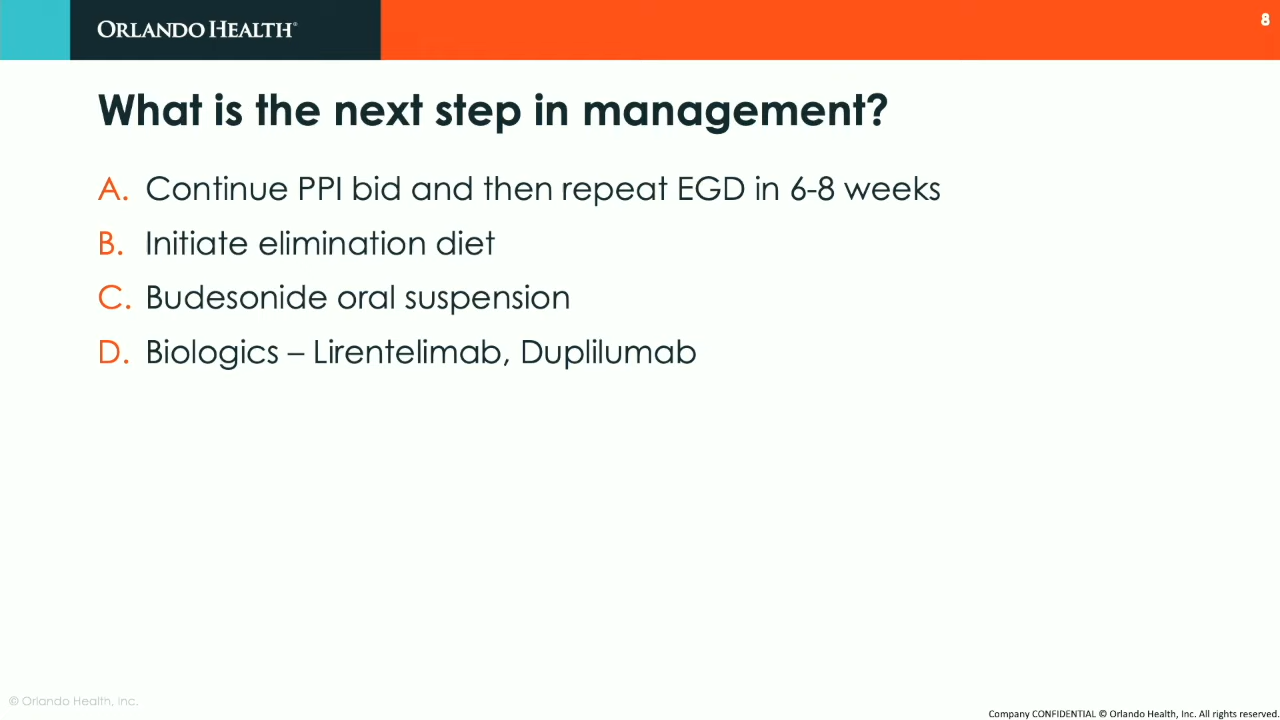 ORLANDO HEALTH®
8
What is the next step in management?
A. Continue PPI bid and then repeat EGD in 6-8 weeks
B. Initiate elimination diet
C. Budesonide oral suspension
D. Biologics – Lirentelimab, Duplilumab
© Orlando Health, Inc.
Company CONFIDENTIAL © Orlando Health, Inc. All rights reserved.